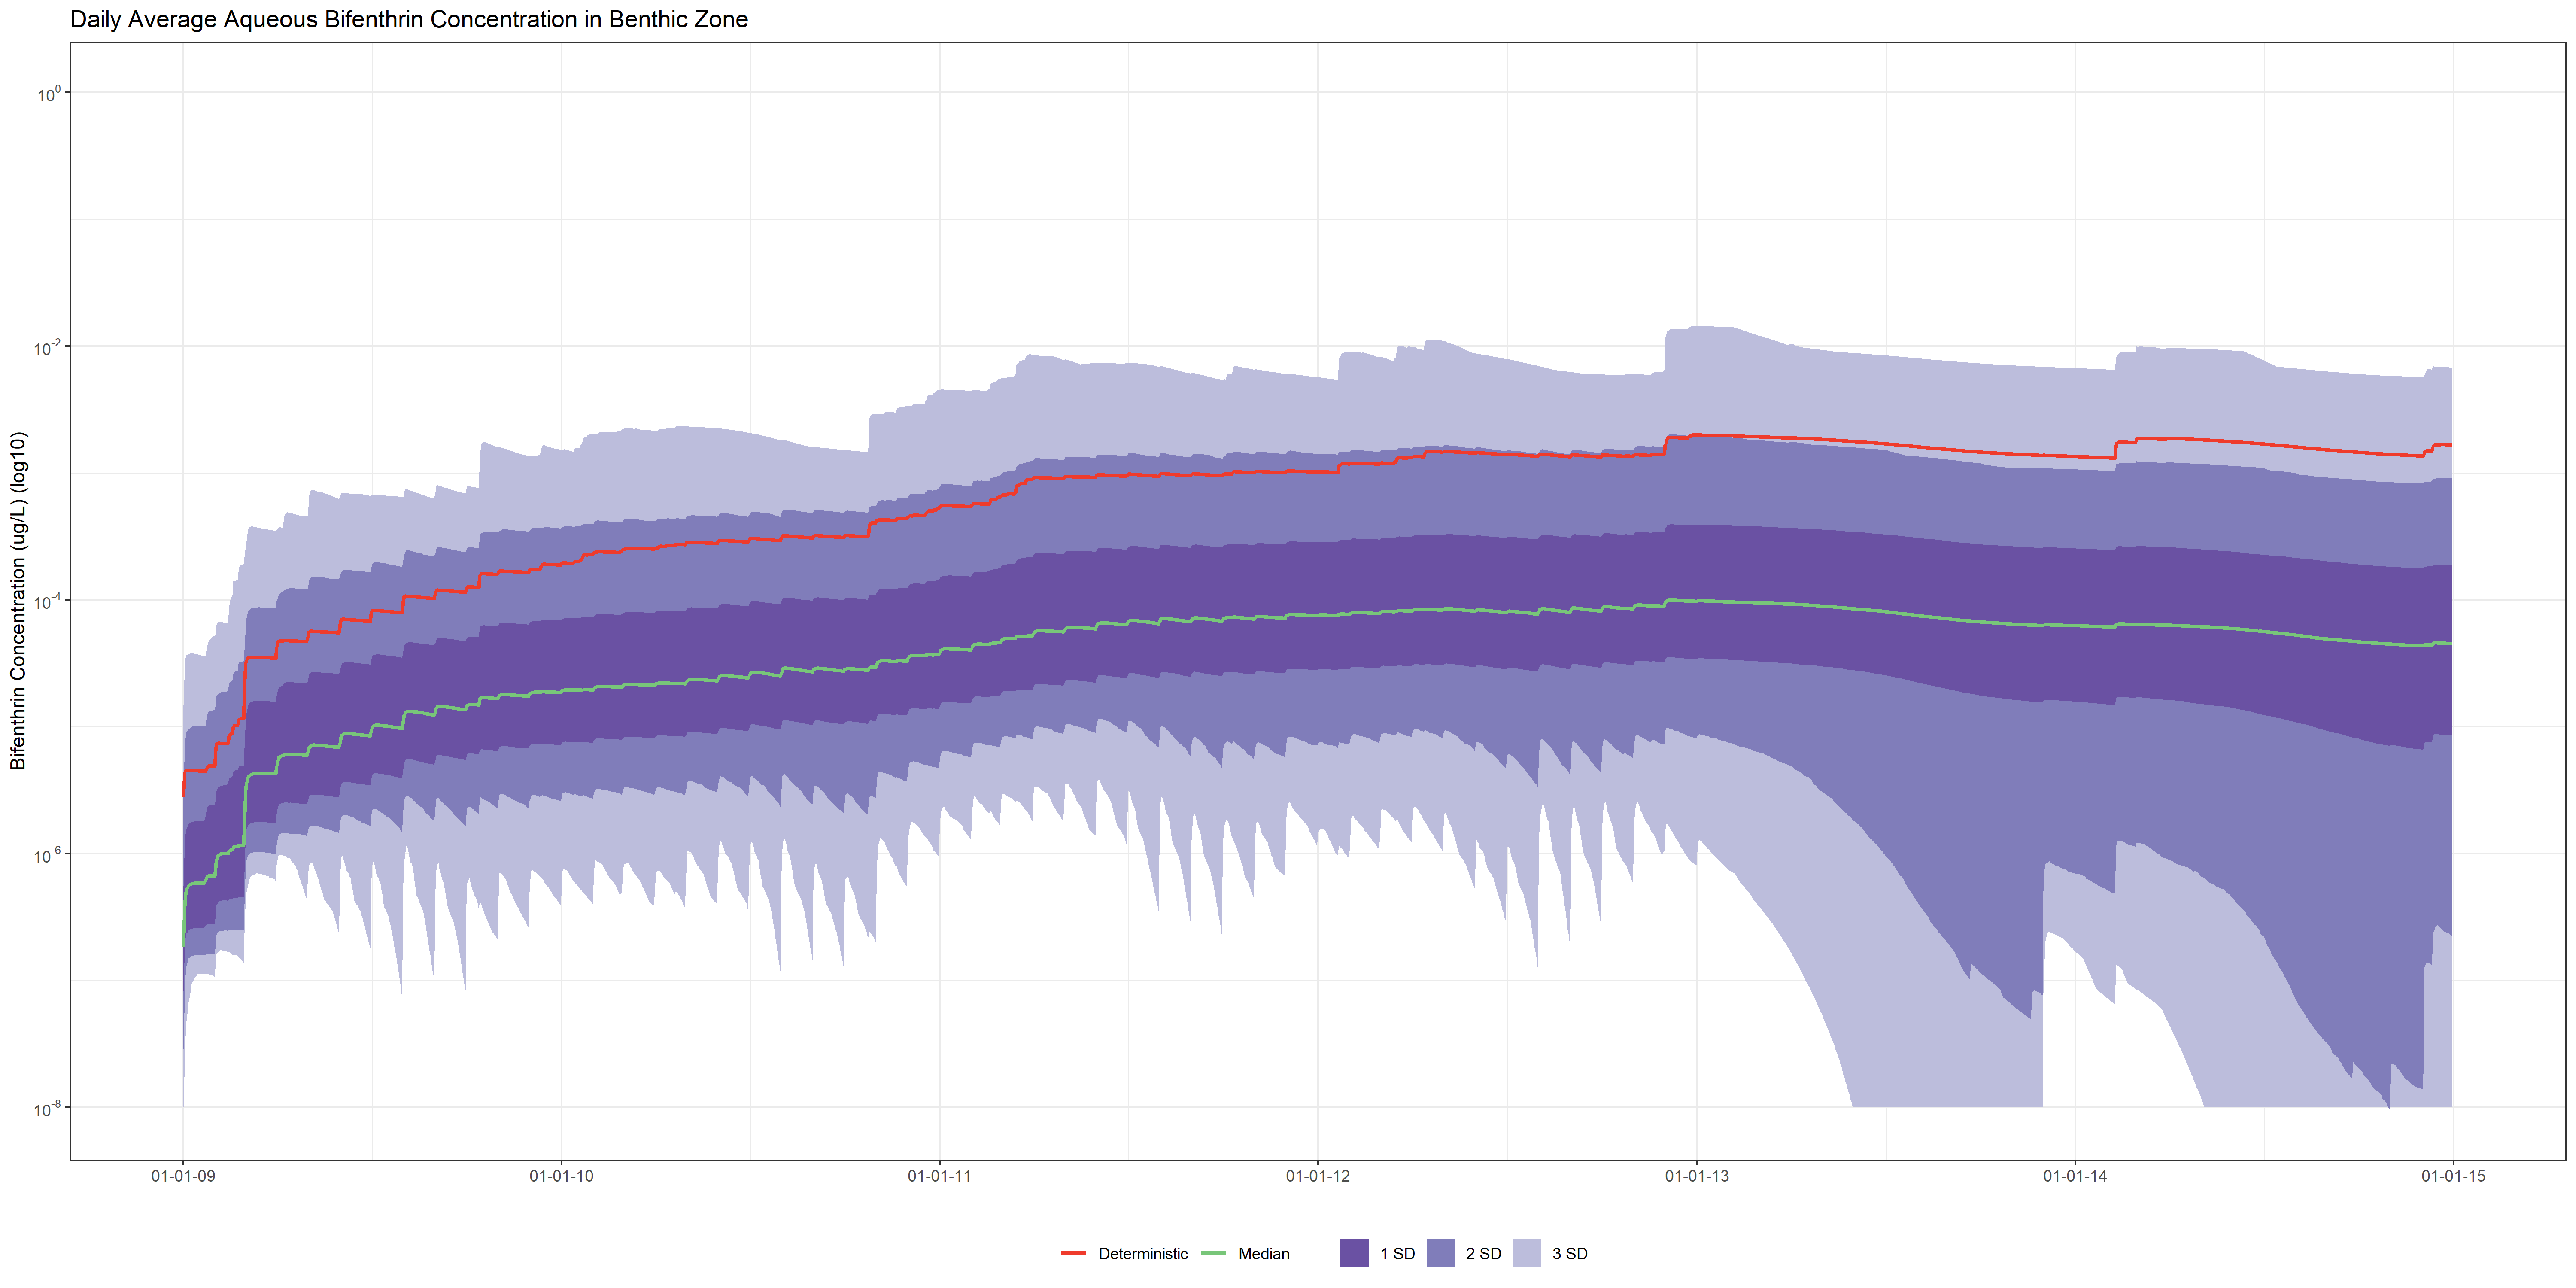 Daily Average Aqueous Bifenthrin Concentration in Benthic Zone
Bifenthrin Concentration (ug/L) (log10)
10^0
10^-2
10^-4
10^-6
10^-8
01-01-09 01-01-10 01-01-11 01-01-12 01-01-13 01-01-14 01-01-15
Deterministic Median 1 SD 2 SD 3 SD